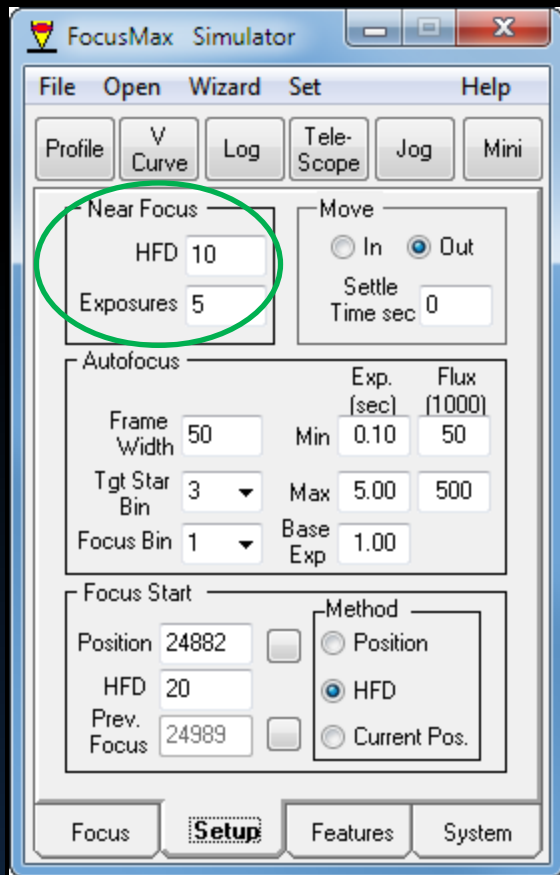 FocusMax Simulator
File Open Wizard Set Help
Profile
V
Curve
Log
Tele-
Scope
Jog
Mini
Near Focus
HFD 10
Exposures 5
Move
In Out
Settle
Time sec 0
Autofocus
Exp.
(sec)
Flux
(1000)
Frame
Width 50
Min 0.10 50
Tgt Star
Bin 3
Max 5.00 500
Focus Bin 1
Base
Exp 1.00
Focus Start
Position 24882
HFD 20
Prev.
Focus 24989
Method
Position
HFD
Current Pos.
Focus Setup Features System